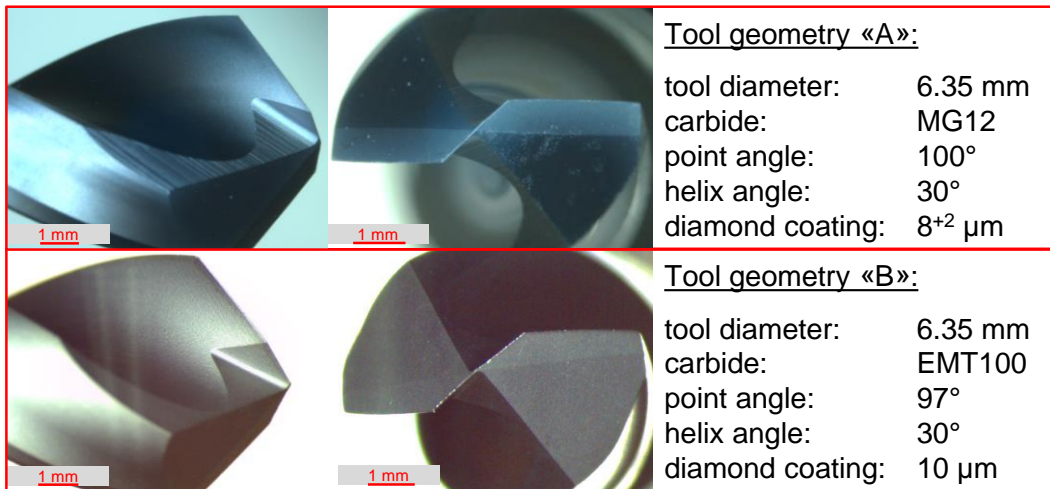 Tool geometry «A»:
tool diameter: 6.35 mm
carbide: MG12
point angle: 100°
helix angle: 30°
diamond coating: 8⁺² µm
1 mm
1 mm
Tool geometry «B»:
tool diameter: 6.35 mm
carbide: EMT100
point angle: 97°
helix angle: 30°
diamond coating: 10 µm
1 mm
1 mm